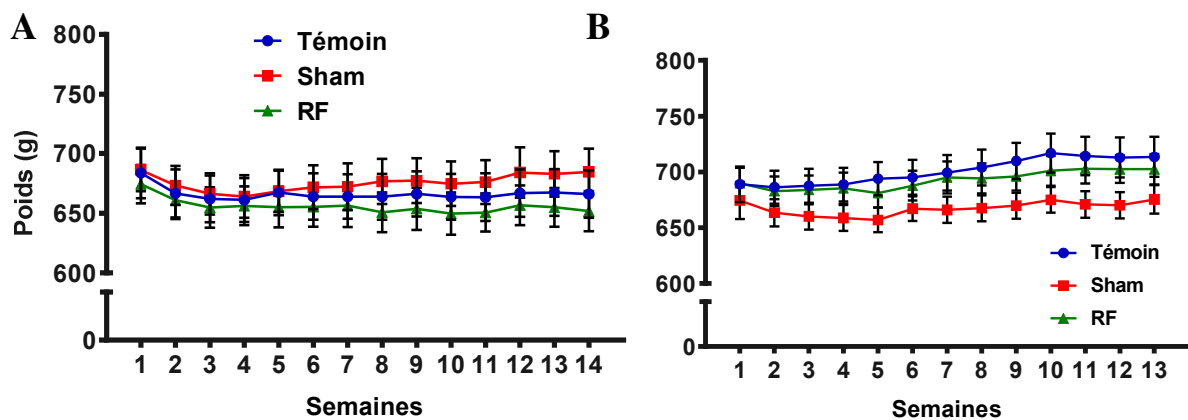 A
Poids (g)
800
750
700
650
600
0
Témoin
Sham
RF
1 2 3 4 5 6 7 8 9 10 11 12 13 14
Semaines
B
800
750
700
650
600
0
Témoin
Sham
RF
1 2 3 4 5 6 7 8 9 10 11 12 13
Semaines